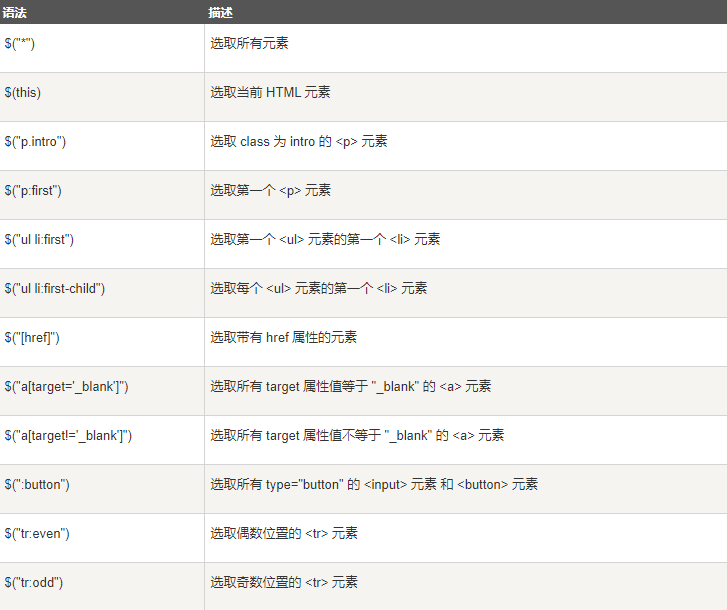 语法 描述
$("*") 选取所有元素
$(this) 选取当前 HTML 元素
$("p.intro") 选取 class 为 intro 的 <p> 元素
$("p:first") 选取第一个 <p> 元素
$("ul li:first") 选取第一个 <ul> 元素的第一个 <li> 元素
$("ul li:first-child") 选取每个 <ul> 元素的第一个 <li> 元素
$("[href]") 选取带有 href 属性的元素
$("a[target='_blank']") 选取所有 target 属性值等于 "_blank" 的 <a> 元素
$("a[target!='_blank']") 选取所有 target 属性值不等于 "_blank" 的 <a> 元素
$(":button") 选取所有 type="button" 的 <input> 元素 和 <button> 元素
$("tr:even") 选取偶数位置的 <tr> 元素
$("tr:odd") 选取奇数位置的 <tr> 元素